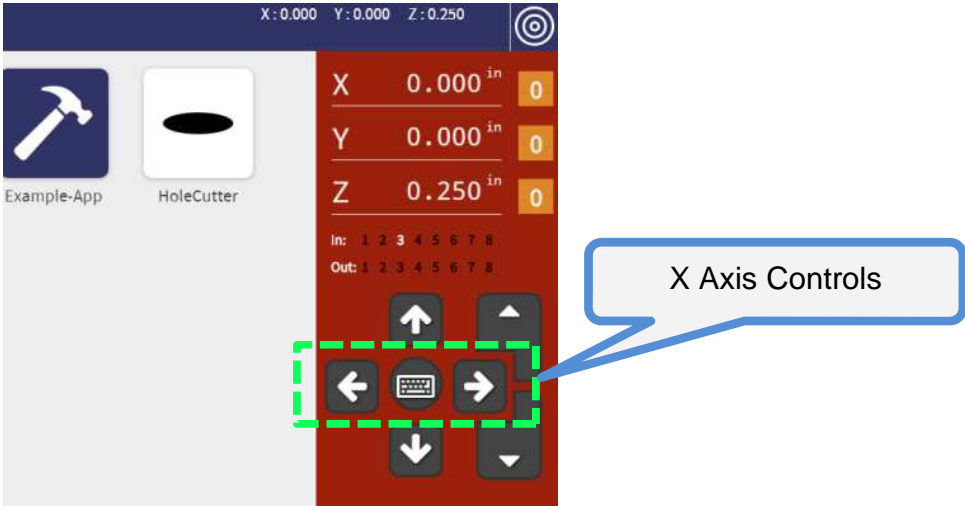 X:0.000 Y:0.000 Z:0.250
X 0.000 in 0
Y 0.000 in 0
Z 0.250 in 0
Example-App HoleCutter
In: 1 2 3 4 5 6 7 8
Out: 1 2 3 4 5 6 7 8
X Axis Controls